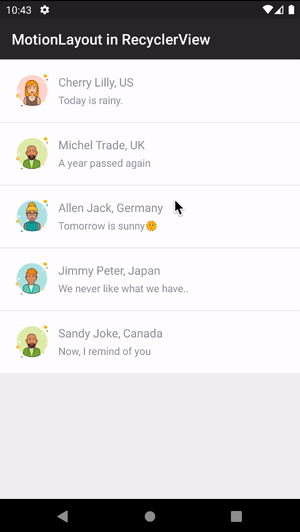 10:43
MotionLayout in RecyclerView
Cherry Lilly, US
Today is rainy.
Michel Trade, UK
A year passed again
Allen Jack, Germany
Tomorrow is sunny🌞
Jimmy Peter, Japan
We never like what we have..
Sandy Joke, Canada
Now, I remind of you